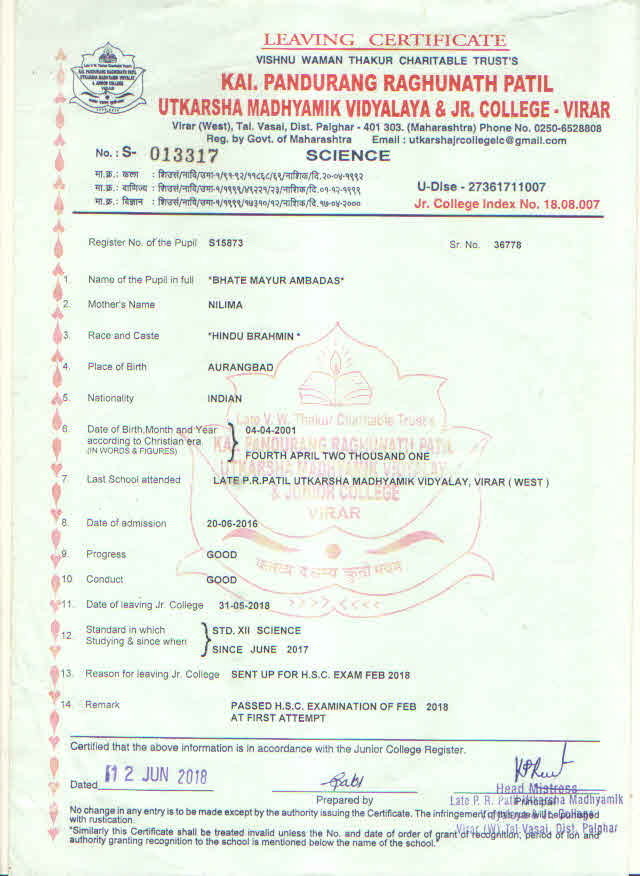 LEAVING CERTIFICATE
VISHNU WAMAN THAKUR CHARITABLE TRUST'S
KAI. PANDURANG RAGHUNATH PATIL
UTKARSHA MADHYAMIK VIDYALAYA & JR. COLLEGE - VIRAR
Virar (West), Tal. Vasai, Dist. Palghar - 401 303. (Maharashtra) Phone No. 0250-6528808
Reg. by Govt. of Maharashtra Email : utkarshajrcollegelc@gmail.com
No.: S- 013317 SCIENCE
मा.क्र.: कला : शिउसं/नावि/उमा-१/९१-९२/११८६८/६९/नाशिक/दि.२०-०४-१९९२
मा.क्र.: वाणिज्य : शिउसं/नावि/उमा-१/१९९९/४९२२१/२३/नाशिक/दि.०१-१२-१९९९
मा.क्र.: विज्ञान : शिउसं/नावि/उमा-१/१९९९/१७३१०/१२/नाशिक/दि.१७-०४-२०००
U-Dise - 27361711007
Jr. College Index No. 18.08.007
Register No. of the Pupil S15873 Sr. No. 36778
1. Name of the Pupil in full *BHATE MAYUR AMBADAS*
2. Mother's Name NILIMA
3. Race and Caste *HINDU BRAHMIN *
4. Place of Birth AURANGBAD
5. Nationality INDIAN
6. Date of Birth,Month and Year 04-04-2001
according to Christian era
(IN WORDS & FIGURES) FOURTH APRIL TWO THOUSAND ONE
7. Last School attended LATE P.R.PATIL UTKARSHA MADHYAMIK VIDYALAY, VIRAR ( WEST )
8. Date of admission 20-06-2016
9. Progress GOOD
10. Conduct GOOD
11. Date of leaving Jr. College 31-05-2018
12. Standard in which STD. XII SCIENCE
Studying & since when SINCE JUNE 2017
13. Reason for leaving Jr. College SENT UP FOR H.S.C. EXAM FEB 2018
14. Remark PASSED H.S.C. EXAMINATION OF FEB 2018
AT FIRST ATTEMPT
Late V. W. Thakur Charitable Trust's
KAI. PANDURANG RAGHUNATH PATIL
UTKARSHA MADHYAMIK VIDYALAY
& JUNIOR COLLEGE
VIRAR
Certified that the above information is in accordance with the Junior College Register.
Dated 12 JUN 2018
Prepared by
Head Mistress
Principal
Late P. R. Patil Utkarsha Madhyamik
Virar (W) Tal Vasai, Dist. Palghar
No change in any entry is to be made except by the authority issuing the Certificate. The infringement of this rule will be punished
with rustication.
"Similarly this Certificate shall be treated invalid unless the No. and date of order of grant of recognition, period of ion and
authority granting recognition to the school is mentioned below the name of the school."